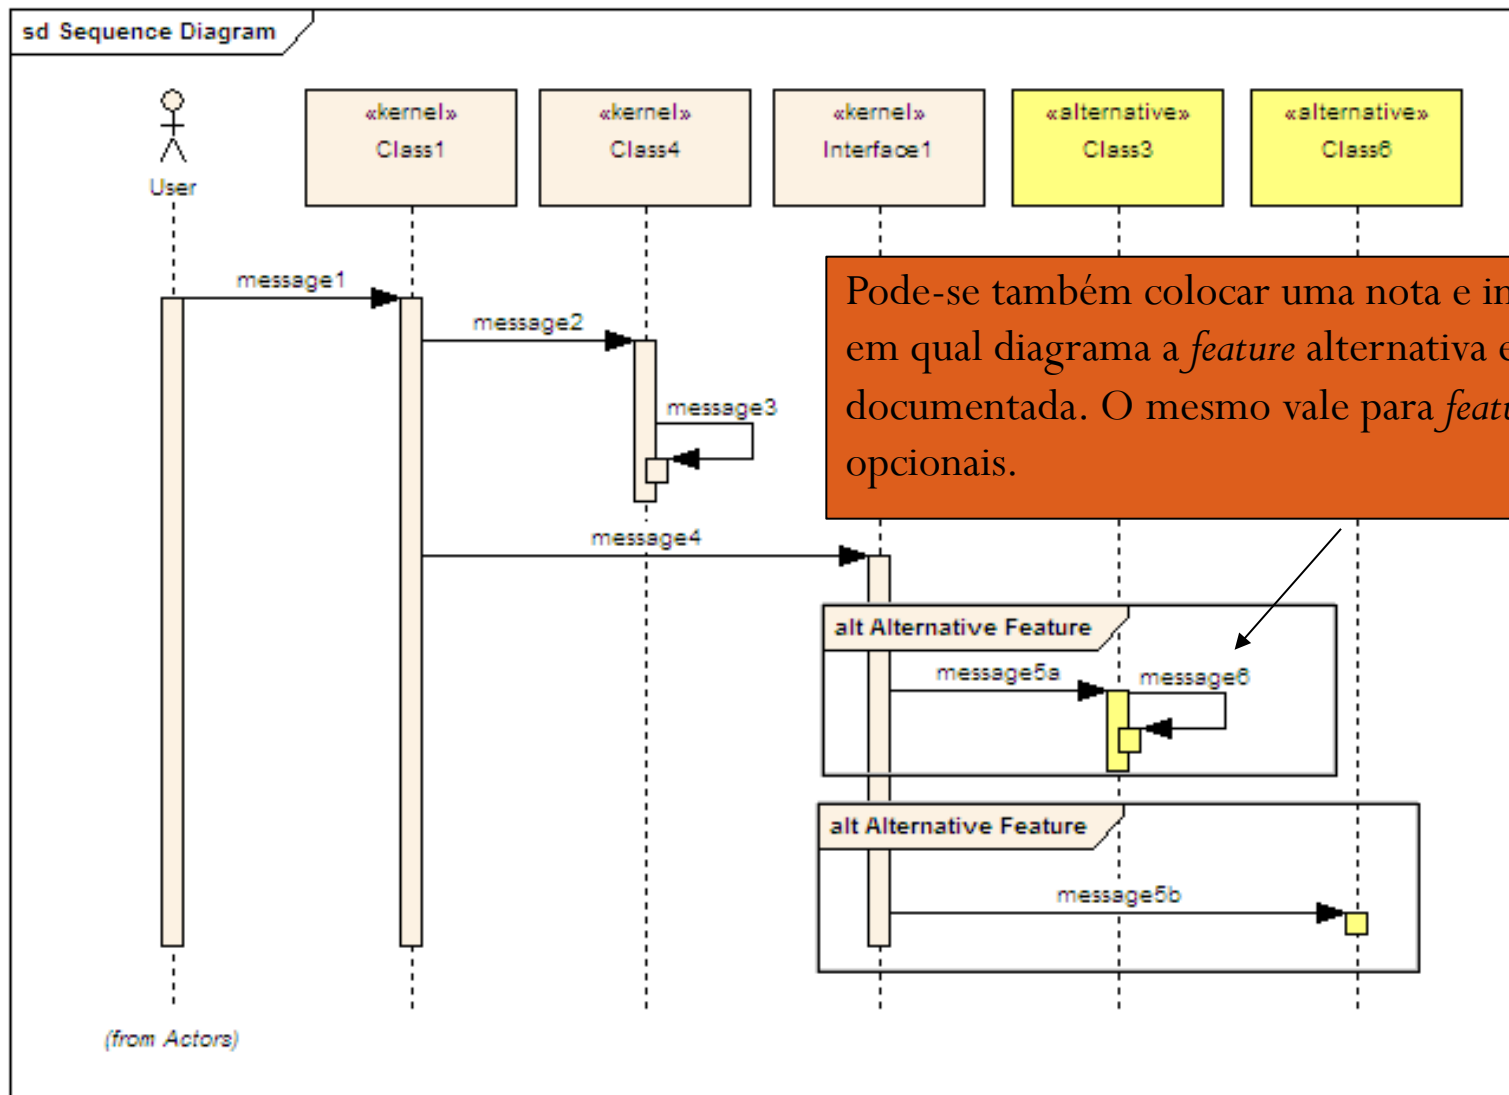 sd Sequence Diagram
«kernel»
Class1
«kernel»
Class4
«kernel»
Interface1
«alternative»
Class3
«alternative»
Class6
User
message1
message2
message3
Pode-se também colocar uma nota e in
em qual diagrama a feature alternativa e
documentada. O mesmo vale para featu
opcionais.
message4
alt Alternative Feature
message5a
message6
alt Alternative Feature
message5b
(from Actors)